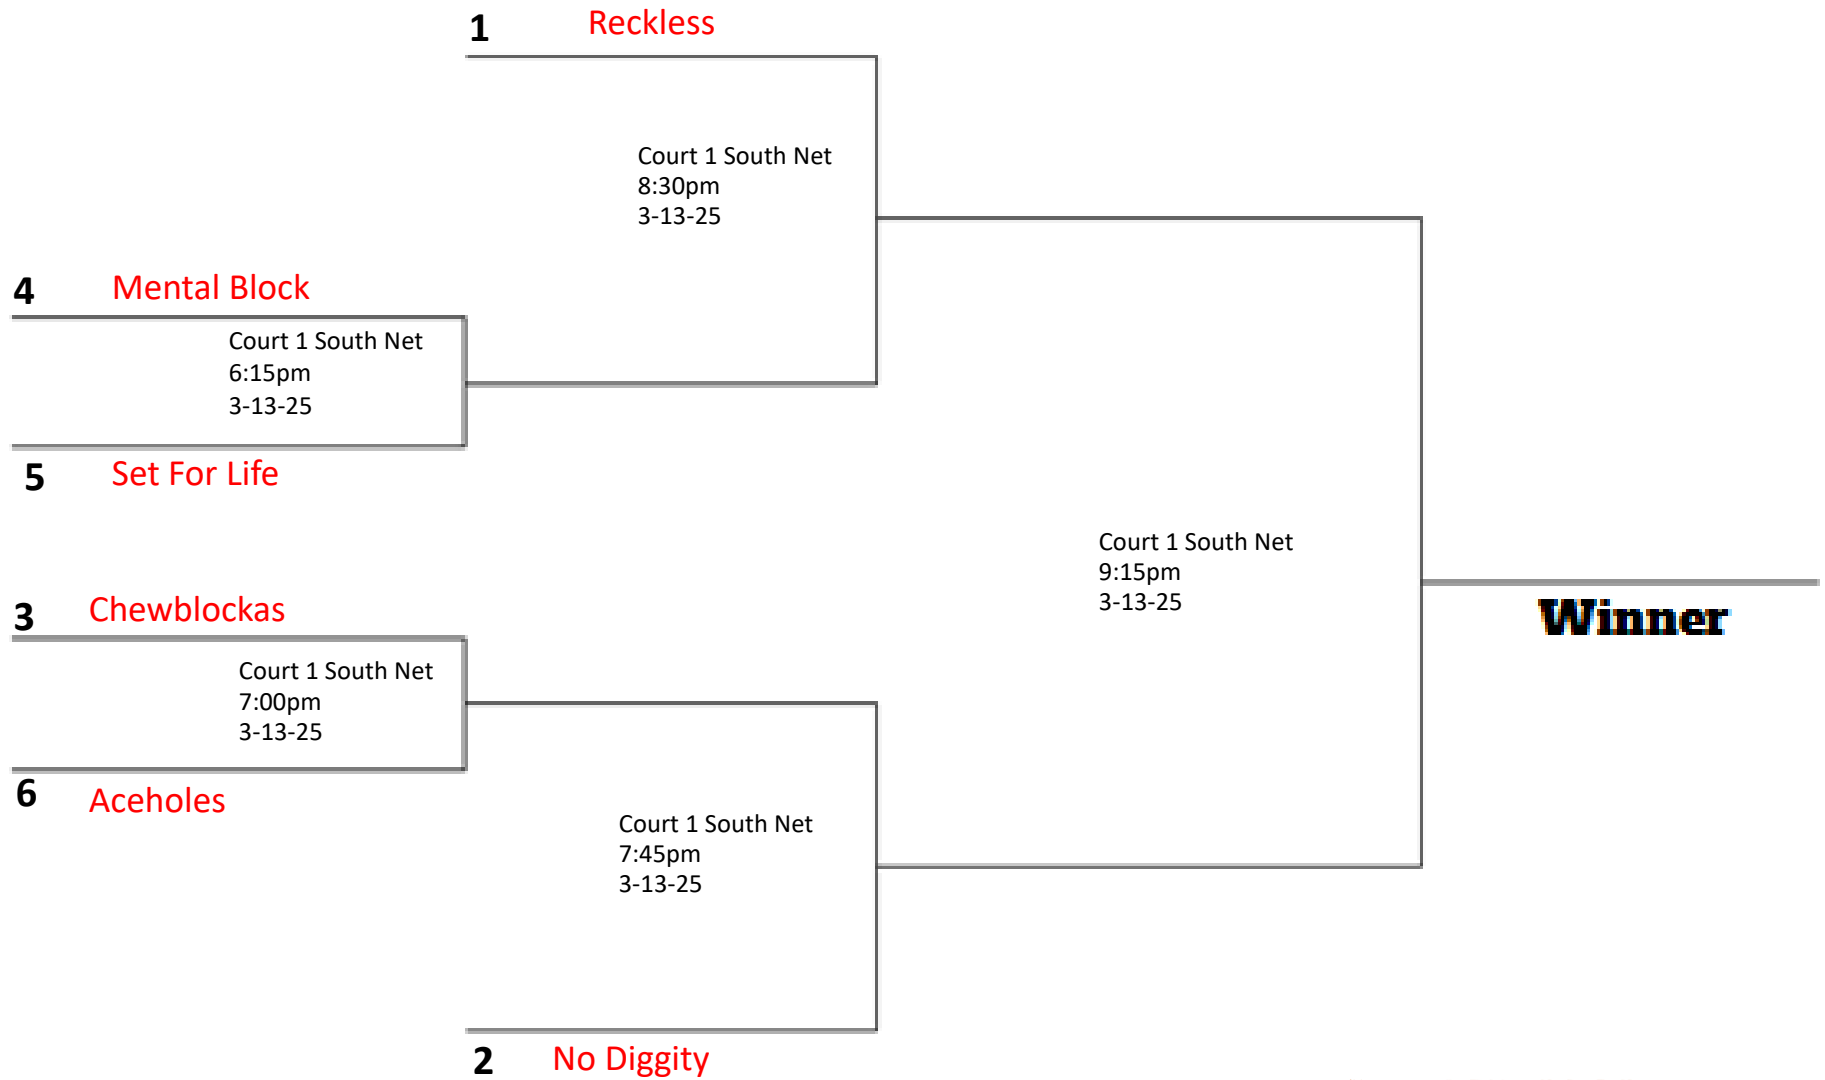 1 Reckless
Court 1 South Net
8:30pm
3-13-25
4 Mental Block
Court 1 South Net
6:15pm
3-13-25
5 Set For Life
Court 1 South Net
9:15pm
3-13-25
Winner
3 Chewblockas
Court 1 South Net
7:00pm
3-13-25
6 Aceholes
Court 1 South Net
7:45pm
3-13-25
2 No Diggity